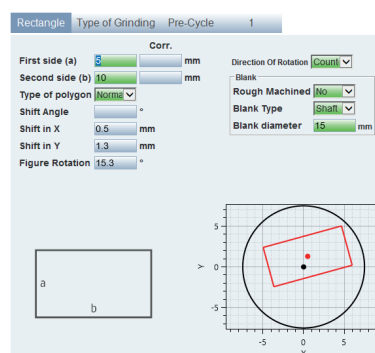 Rectangle Type of Grinding Pre-Cycle 1
Corr.
First side (a) 5 mm
Second side (b) 10 mm
Type of polygon Norma
Shift Angle °
Shift in X 0.5 mm
Shift in Y 1.3 mm
Figure Rotation 15.3 °
Direction Of Rotation Count
Blank
Rough Machined No
Blank Type Shaft
Blank diameter 15 mm
a
b
5
0
-5
Y
-5 0 5